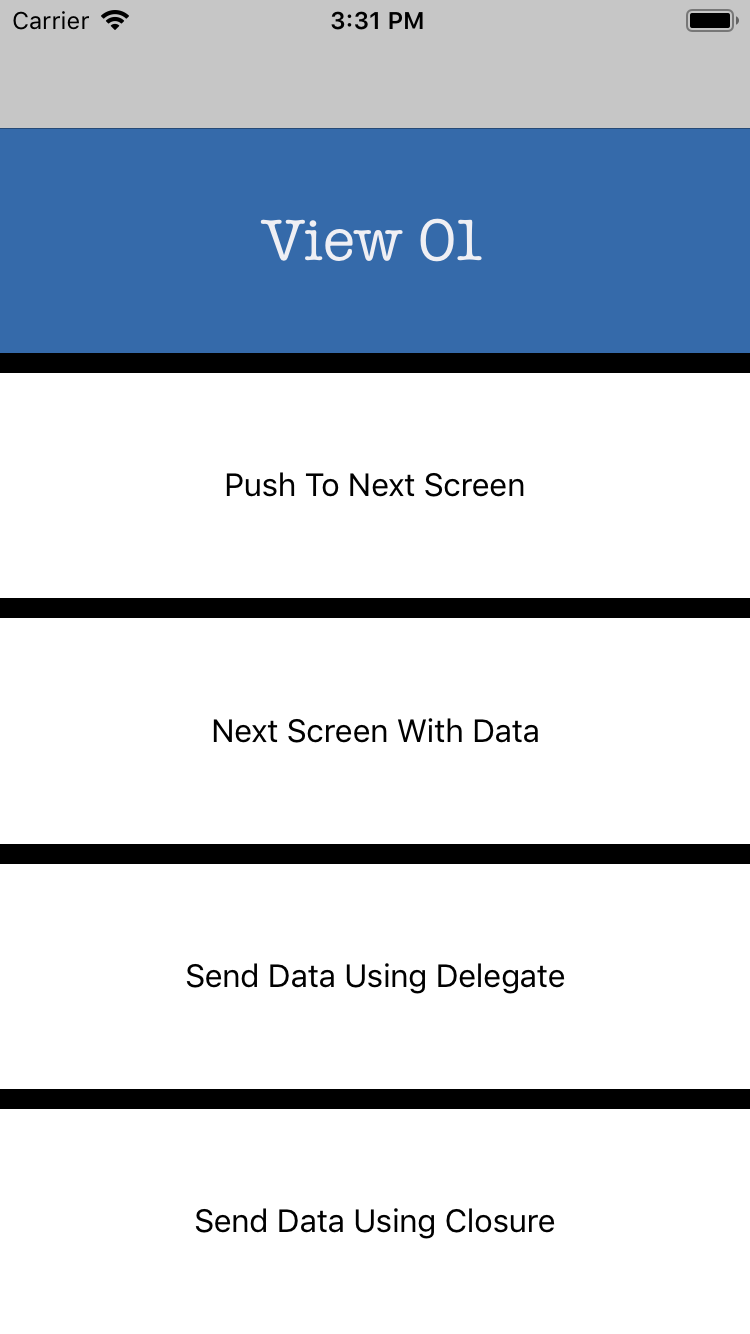 Carrier 3:31 PM
View 01
Push To Next Screen
Next Screen With Data
Send Data Using Delegate
Send Data Using Closure